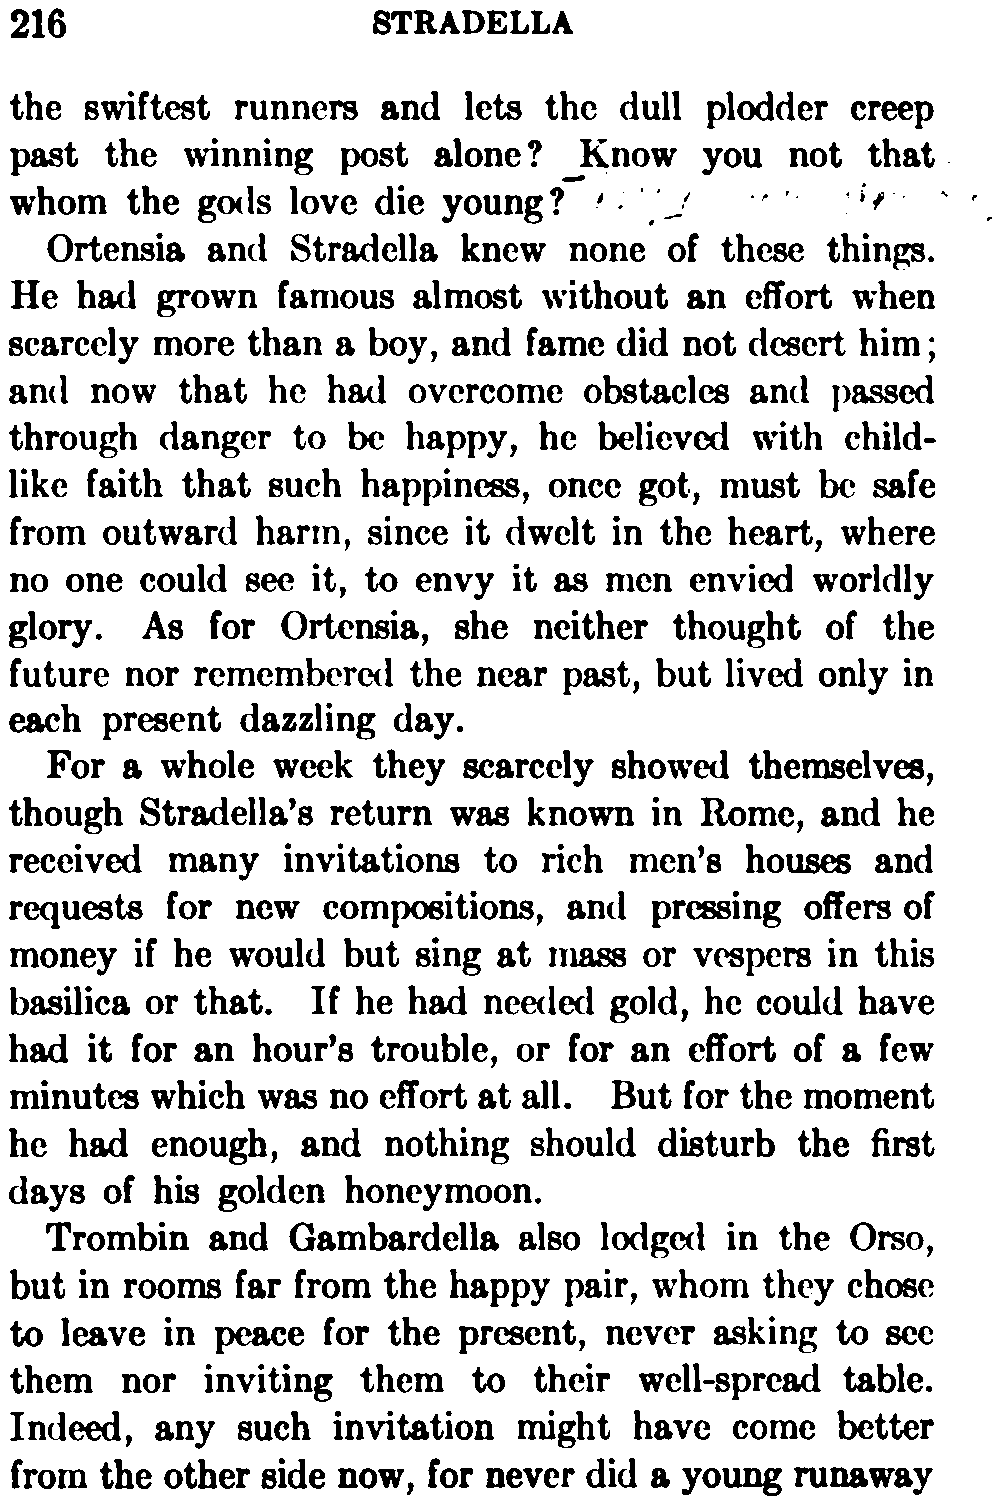 216 STRADELLA
the swiftest runners and lets the dull plodder creep
past the winning post alone? Know you not that
whom the gods love die young?
Ortensia and Stradella knew none of these things.
He had grown famous almost without an effort when
scarcely more than a boy, and fame did not desert him;
and now that he had overcome obstacles and passed
through danger to be happy, he believed with child-
like faith that such happiness, once got, must be safe
from outward harm, since it dwelt in the heart, where
no one could see it, to envy it as men envied worldly
glory. As for Ortensia, she neither thought of the
future nor remembered the near past, but lived only in
each present dazzling day.
For a whole week they scarcely showed themselves,
though Stradella's return was known in Rome, and he
received many invitations to rich men's houses and
requests for new compositions, and pressing offers of
money if he would but sing at mass or vespers in this
basilica or that. If he had needed gold, he could have
had it for an hour's trouble, or for an effort of a few
minutes which was no effort at all. But for the moment
he had enough, and nothing should disturb the first
days of his golden honeymoon.
Trombin and Gambardella also lodged in the Orso,
but in rooms far from the happy pair, whom they chose
to leave in peace for the present, never asking to see
them nor inviting them to their well-spread table.
Indeed, any such invitation might have come better
from the other side now, for never did a young runaway